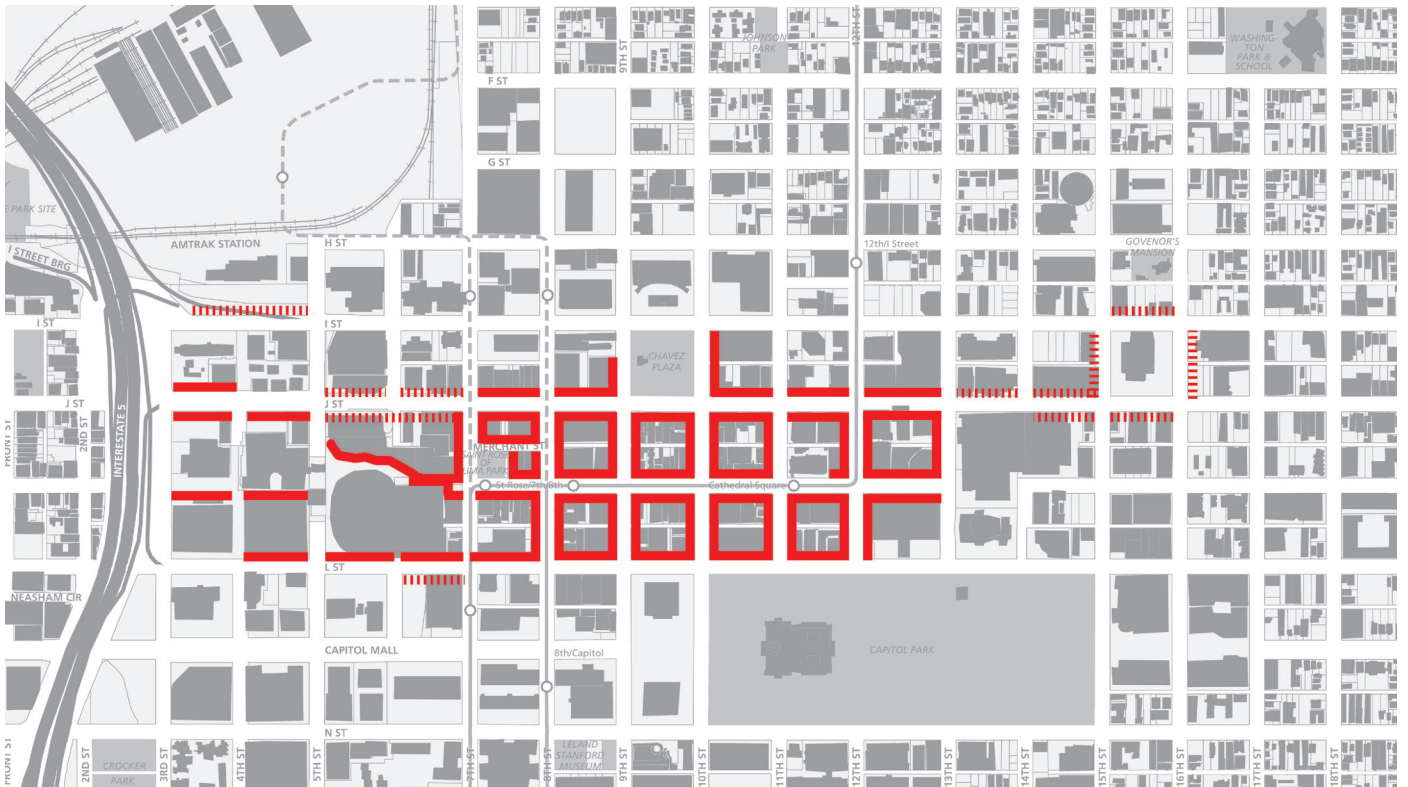 JOHNSON
PARK
9TH ST
12TH ST
WASHING-
TON
PARK &
SCHOOL
F ST
G ST
E PARK SITE
I STREET BRG
AMTRAK STATION
H ST
12th/I Street
GOVENOR'S
MANSION
I ST
I ST
CHAVEZ
PLAZA
J ST
J ST
FRONT ST
2ND ST
INTERSTATE 5
MERCHANT ST
SAINT ROSE
OF
LIMA PARK
St Rose/7th/8th
Cathedral Square
L ST
NEASHAM CIR
CAPITOL MALL
8th/Capitol
CAPITOL PARK
N ST
FRONT ST
2ND ST
CROCKER
PARK
3RD ST
4TH ST
5TH ST
7TH ST
8TH ST
LELAND
STANFORD
MUSEUM
9TH ST
10TH ST
11TH ST
12TH ST
13TH ST
14TH ST
15TH ST
16TH ST
17TH ST
18TH ST